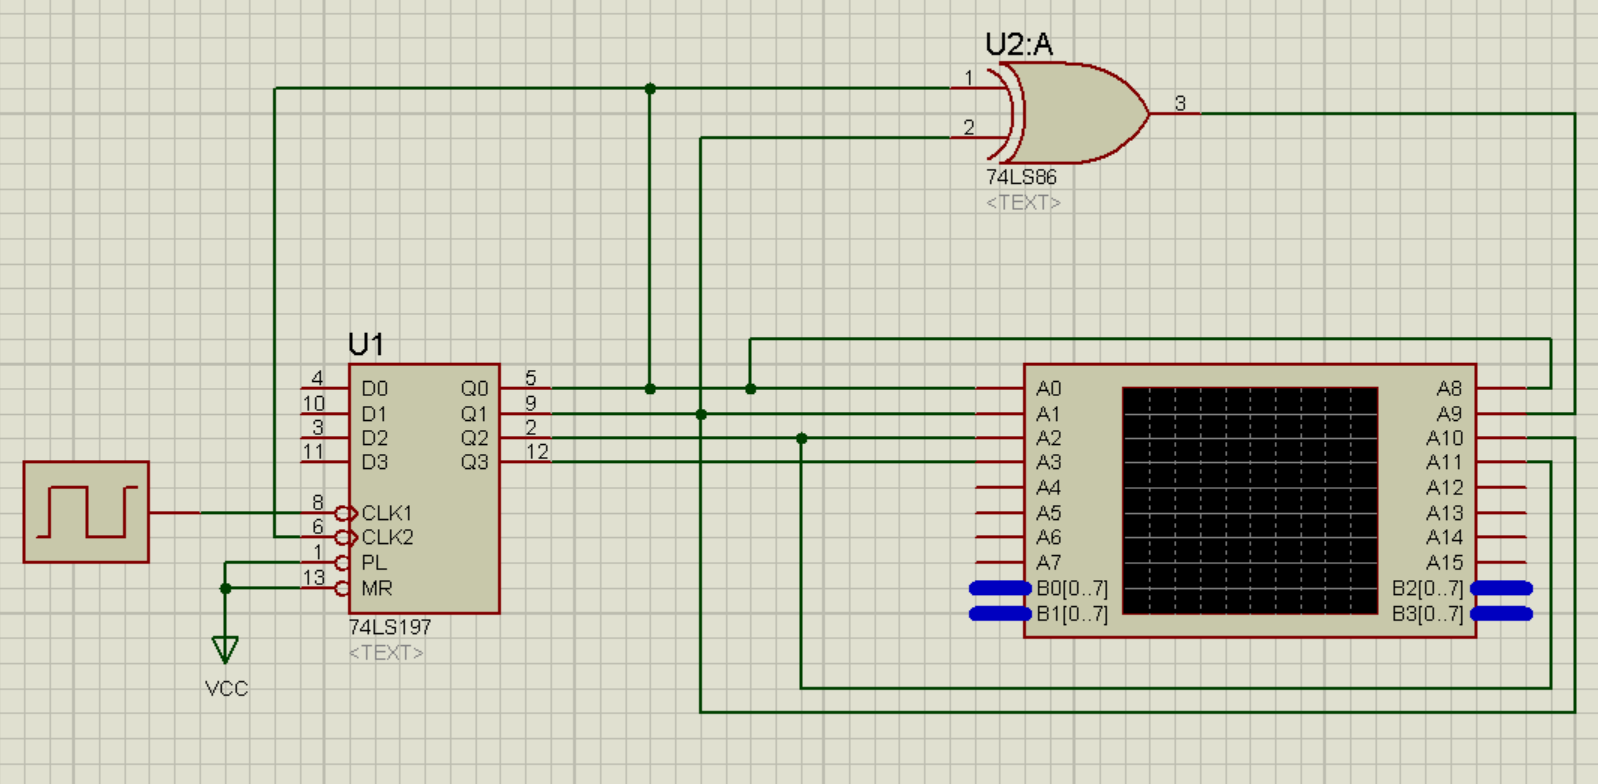 U2:A
1
2
3
74LS86
<TEXT>
U1
4 D0 Q0 5
10 D1 Q1 9
3 D2 Q2 2
11 D3 Q3 12
8 CLK1
6 CLK2
1 PL
13 MR
74LS197
<TEXT>
VCC
A0 A8
A1 A9
A2 A10
A3 A11
A4 A12
A5 A13
A6 A14
A7 A15
B0[0..7] B2[0..7]
B1[0..7] B3[0..7]